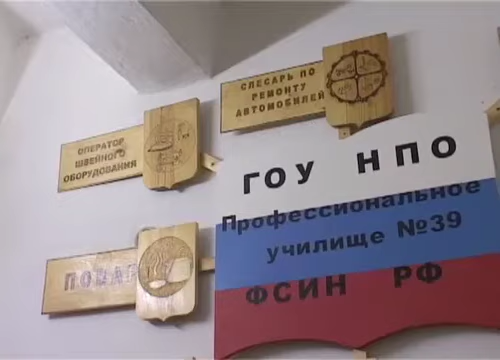 СЛЕСАРЬ ПО
РЕМОНТУ
АВТОМОБИЛЕЙ
ОПЕРАТОР
ШВЕЙНОГО
ОБОРУДОВАНИЯ
ПОВАР
ГОУ НПО
Профессиональное
училище №39
ФСИН РФ